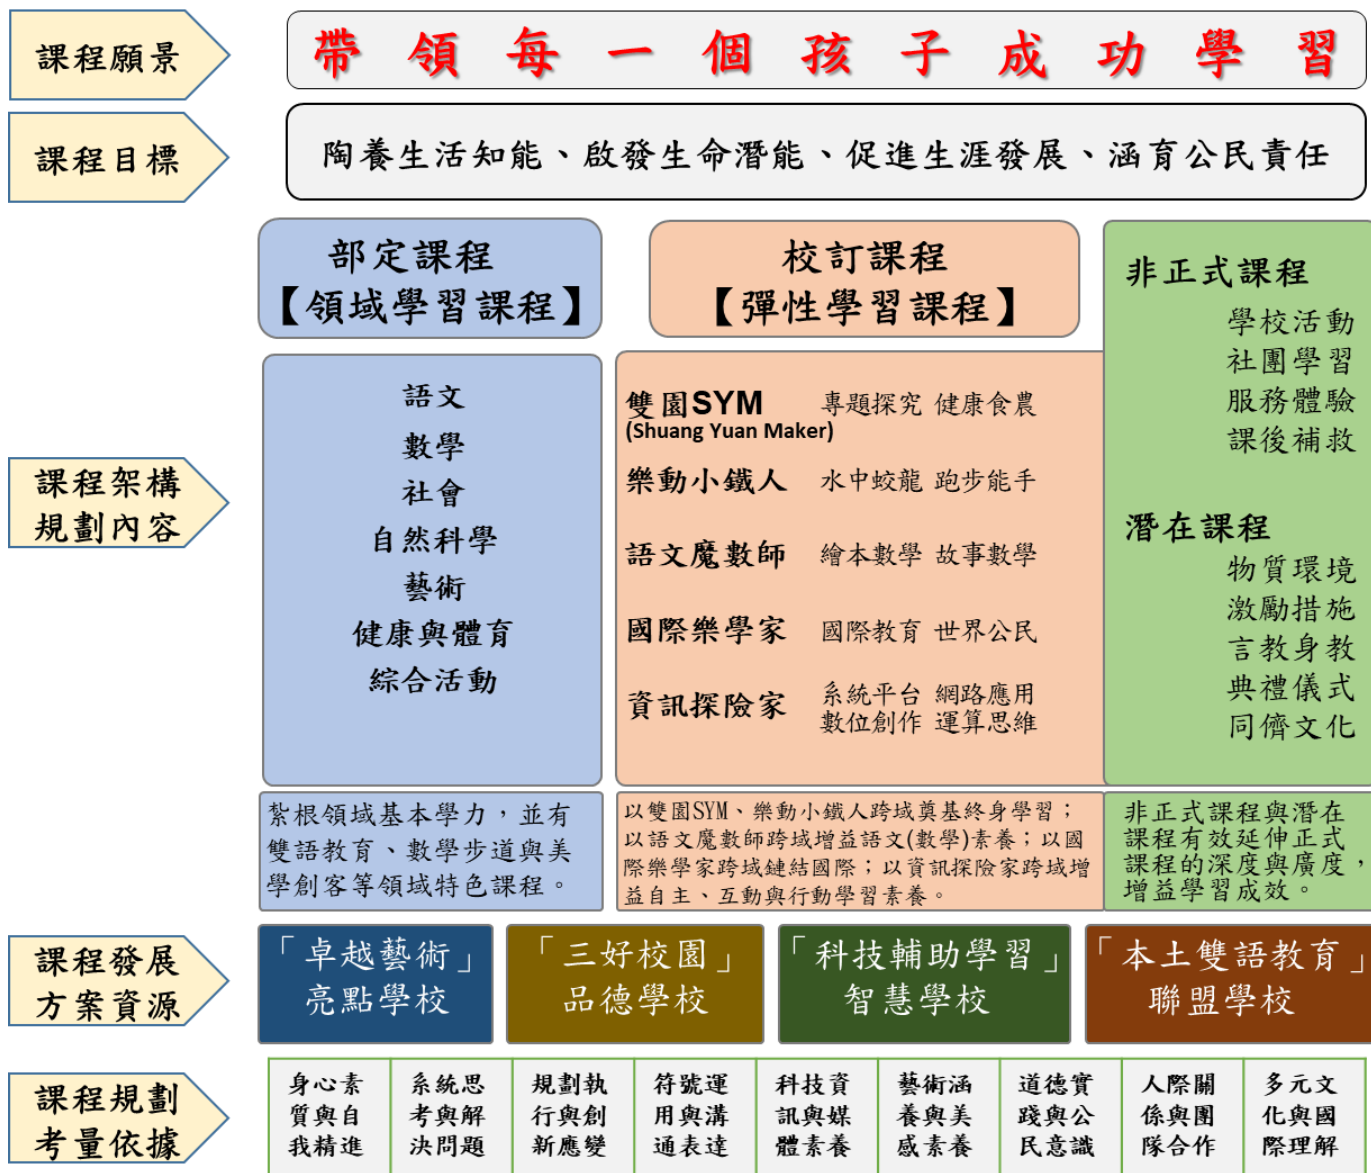 課程願景
帶領每一個孩子成功學習
課程目標
陶養生活知能、啟發生命潛能、促進生涯發展、涵育公民責任
課程架構
規劃內容
部定課程
【領域學習課程】
語文
數學
社會
自然科學
藝術
健康與體育
綜合活動
紮根領域基本學力，並有
雙語教育、數學步道與美
學創客等領域特色課程。
校訂課程
【彈性學習課程】
雙園SYM 專題探究 健康食農
(Shuang Yuan Maker)
樂動小鐵人 水中蛟龍 跑步能手
語文魔數師 繪本數學 故事數學
國際樂學家 國際教育 世界公民
資訊探險家 系統平台 網路應用
數位創作 運算思維
以雙園SYM、樂動小鐵人跨域奠基終身學習；
以語文魔數師跨域增益語文(數學)素養；以國
際樂學家跨域鏈結國際；以資訊探險家跨域增
益自主、互動與行動學習素養。
非正式課程
學校活動
社團學習
服務體驗
課後補救
潛在課程
物質環境
激勵措施
言教身教
典禮儀式
同儕文化
非正式課程與潛在
課程有效延伸正式
課程的深度與廣度，
增益學習成效。
課程發展
方案資源
「卓越藝術」
亮點學校
「三好校園」
品德學校
「科技輔助學習」
智慧學校
「本土雙語教育」
聯盟學校
課程規劃
考量依據
身心素
質與自
我精進
系統思
考與解
決問題
規劃執
行與創
新應變
符號運
用與溝
通表達
科技資
訊與媒
體素養
藝術涵
養與美
感素養
道德實
踐與公
民意識
人際關
係與團
隊合作
多元文
化與國
際理解